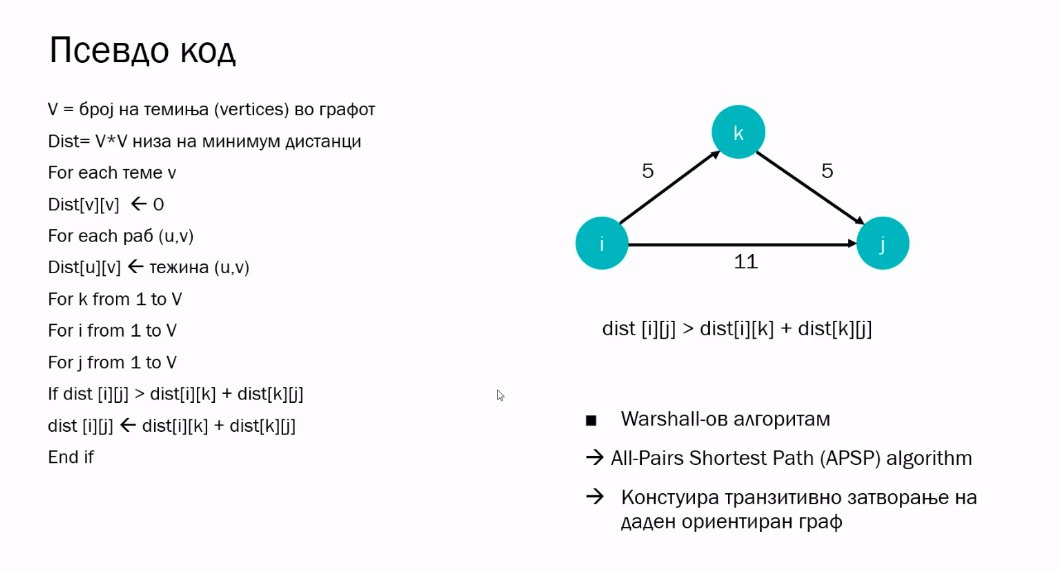 Псевдо код
V = број на темиња (vertices) во графот
Dist= V*V низа на минимум дистанци
For each теме v
Dist[v][v] ← 0
For each раб (u,v)
Dist[u][v] ← тежина (u,v)
For k from 1 to V
For i from 1 to V
For j from 1 to V
If dist [i][j] > dist[i][k] + dist[k][j]
dist [i][j] ← dist[i][k] + dist[k][j]
End if
k
5
5
i
j
11
dist [i][j] > dist[i][k] + dist[k][j]
■ Warshall-ов алгоритам
→ All-Pairs Shortest Path (APSP) algorithm
→ Констуира транзитивно затворање на
даден ориентиран граф